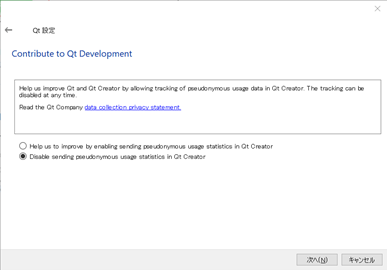 Qt 設定
Contribute to Qt Development
Help us improve Qt and Qt Creator by allowing tracking of pseudonymous usage data in Qt Creator. The tracking can be
disabled at any time.
Read the Qt Company data collection privacy statement.
Help us to improve by enabling sending pseudonymous usage statistics in Qt Creator
Disable sending pseudonymous usage statistics in Qt Creator
次へ(N)
キャンセル